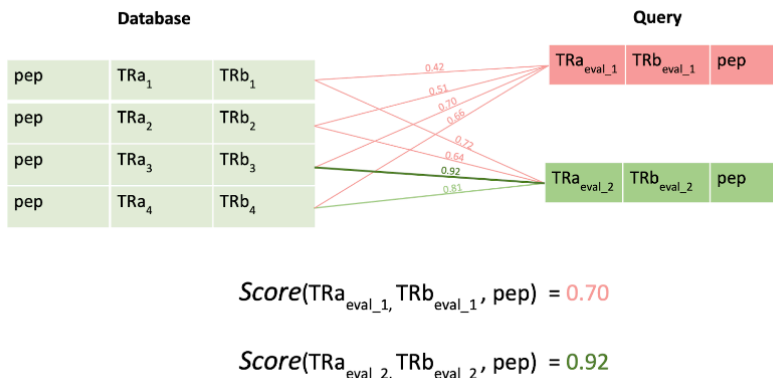 Database
Query
pep TRa1 TRb1
pep TRa2 TRb2
pep TRa3 TRb3
pep TRa4 TRb4
0.42
0.51
0.70
0.66
0.72
0.64
0.92
0.81
TRaeval_1 TRbeval_1 pep
TRaeval_2 TRbeval_2 pep
Score(TRaeval_1, TRbeval_1, pep) = 0.70
Score(TRaeval_2, TRbeval_2, pep) = 0.92